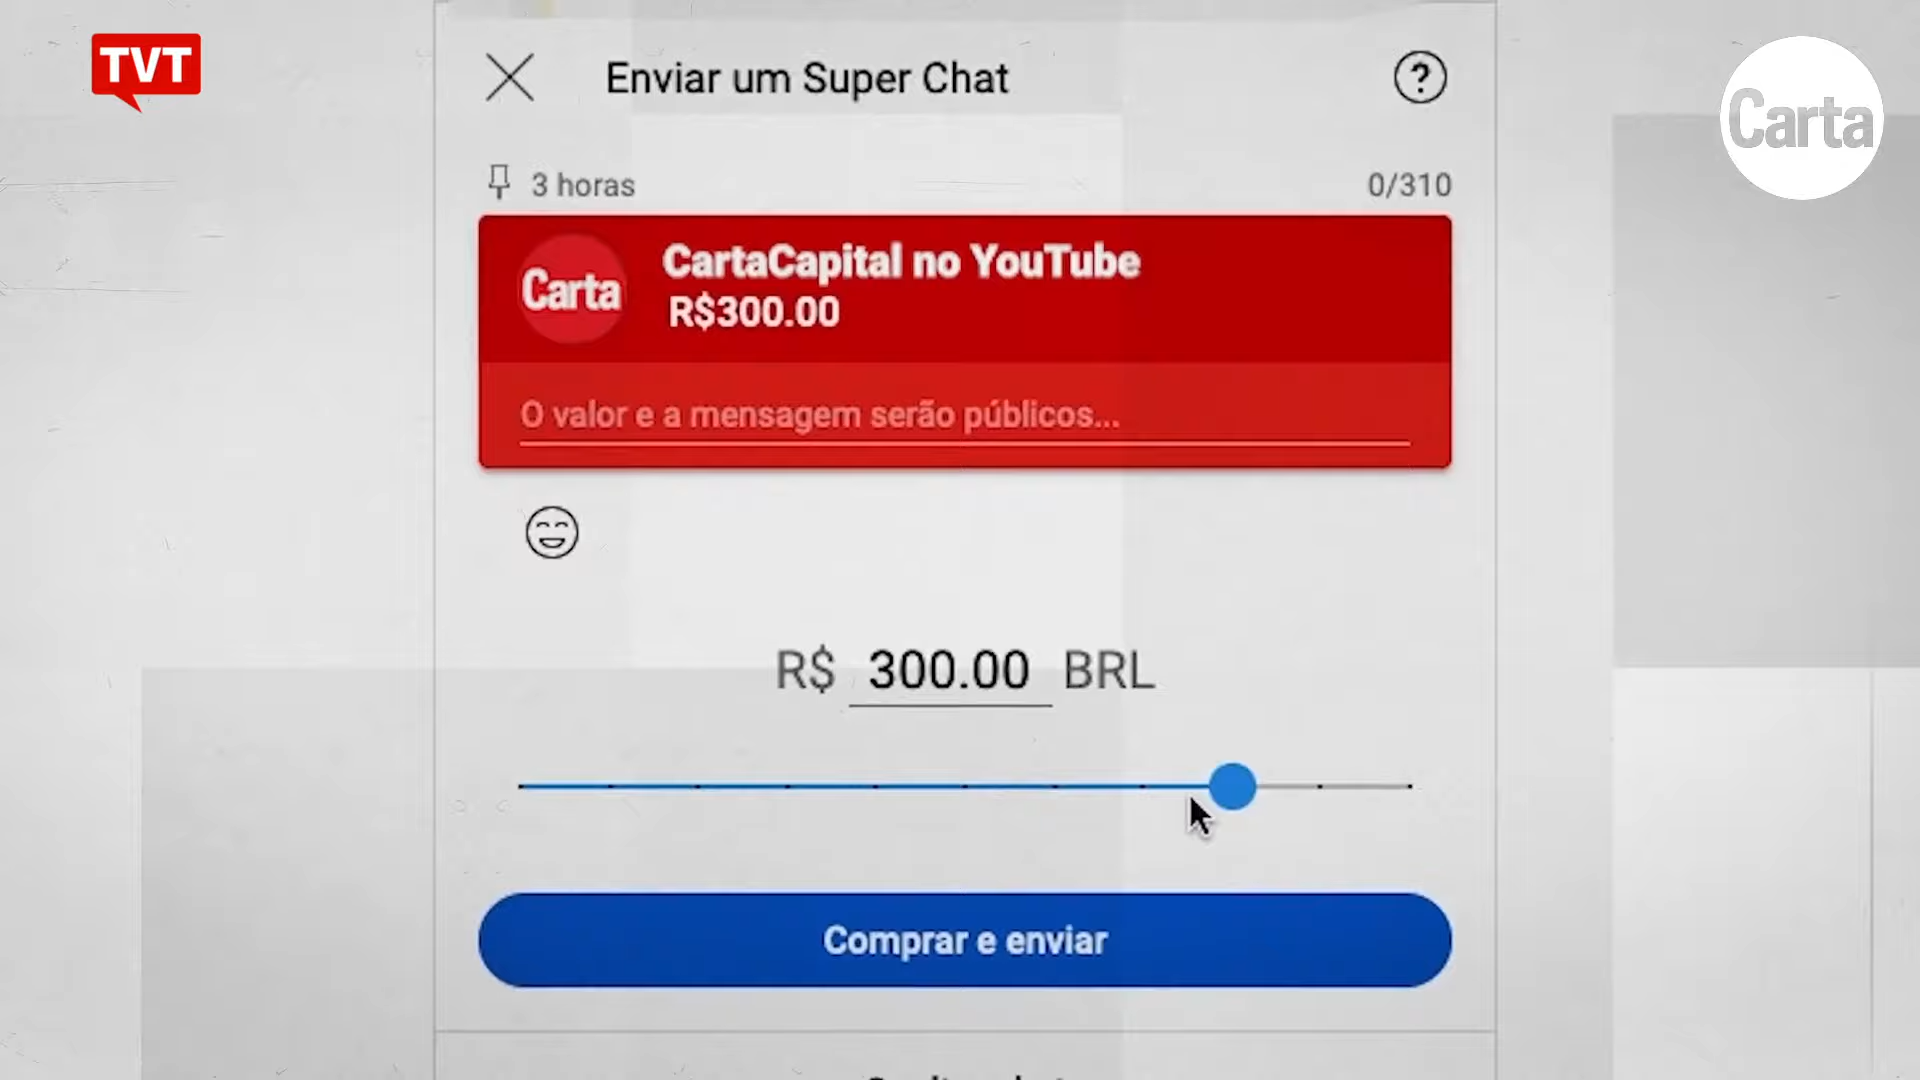 TVT
Enviar um Super Chat
?
Carta
3 horas
0/310
Carta
CartaCapital no YouTube
R$300.00
O valor e a mensagem serão públicos...
R$ 300.00 BRL
Comprar e enviar